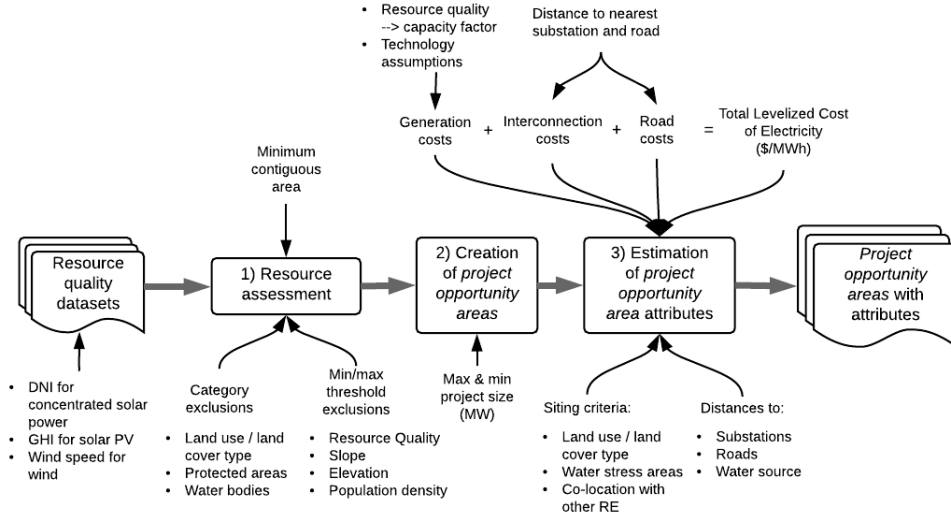 • Resource quality
--> capacity factor
• Technology
assumptions
Distance to nearest
substation and road
Generation
costs
+
Interconnection
costs
+
Road
costs
=
Total Levelized Cost
of Electricity
($/MWh)
Minimum
contiguous
area
Resource
quality
datasets
1) Resource
assessment
2) Creation
of project
opportunity
areas
3) Estimation
of project
opportunity
area attributes
Project
opportunity
areas with
attributes
• DNI for
concentrated solar
power
• GHI for solar PV
• Wind speed for
wind
Category
exclusions
• Land use / land
cover type
• Protected areas
• Water bodies
Min/max
threshold
exclusions
• Resource Quality
• Slope
• Elevation
• Population density
Max & min
project size
(MW)
Siting criteria:
• Land use / land
cover type
• Water stress areas
• Co-location with
other RE
Distances to:
• Substations
• Roads
• Water source